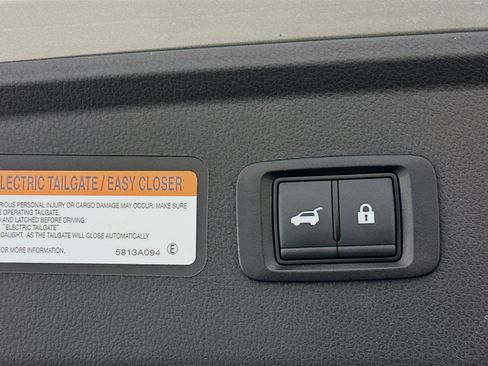 ELECTRIC TAILGATE / EASY CLOSER
PERSONAL INJURY OR CARGO DAMAGE MAY OCCUR. MAKE SURE
OPERATING TAILGATE.
AND LATCHED BEFORE DRIVING.
"ELECTRIC TAILGATE"
CAUGHT, AS THE TAILGATE WILL CLOSE AUTOMATICALLY
FOR MORE INFORMATION.
5813A094 E